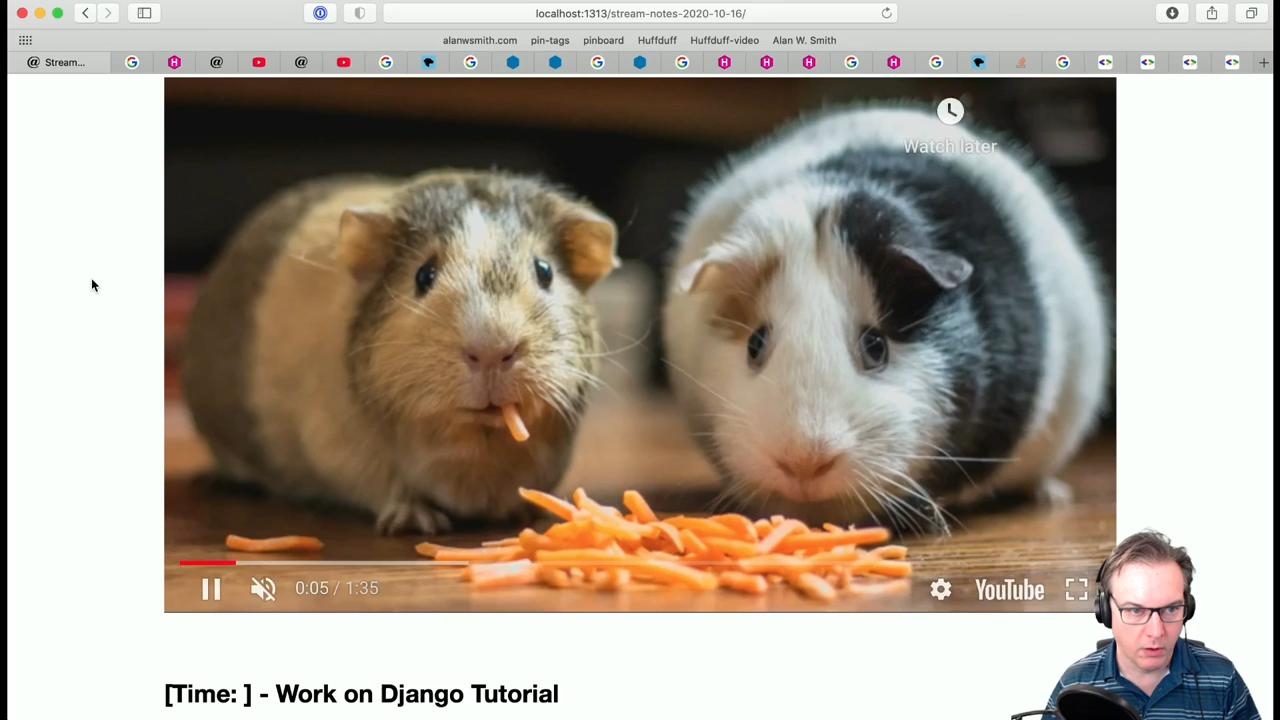 localhost:1313/stream-notes-2020-10-16/
alanwsmith.com pin-tags pinboard Huffduff Huffduff-video Alan W. Smith
@ Stream...
Watch later
0:05 / 1:35
YouTube
[Time: ] - Work on Django Tutorial